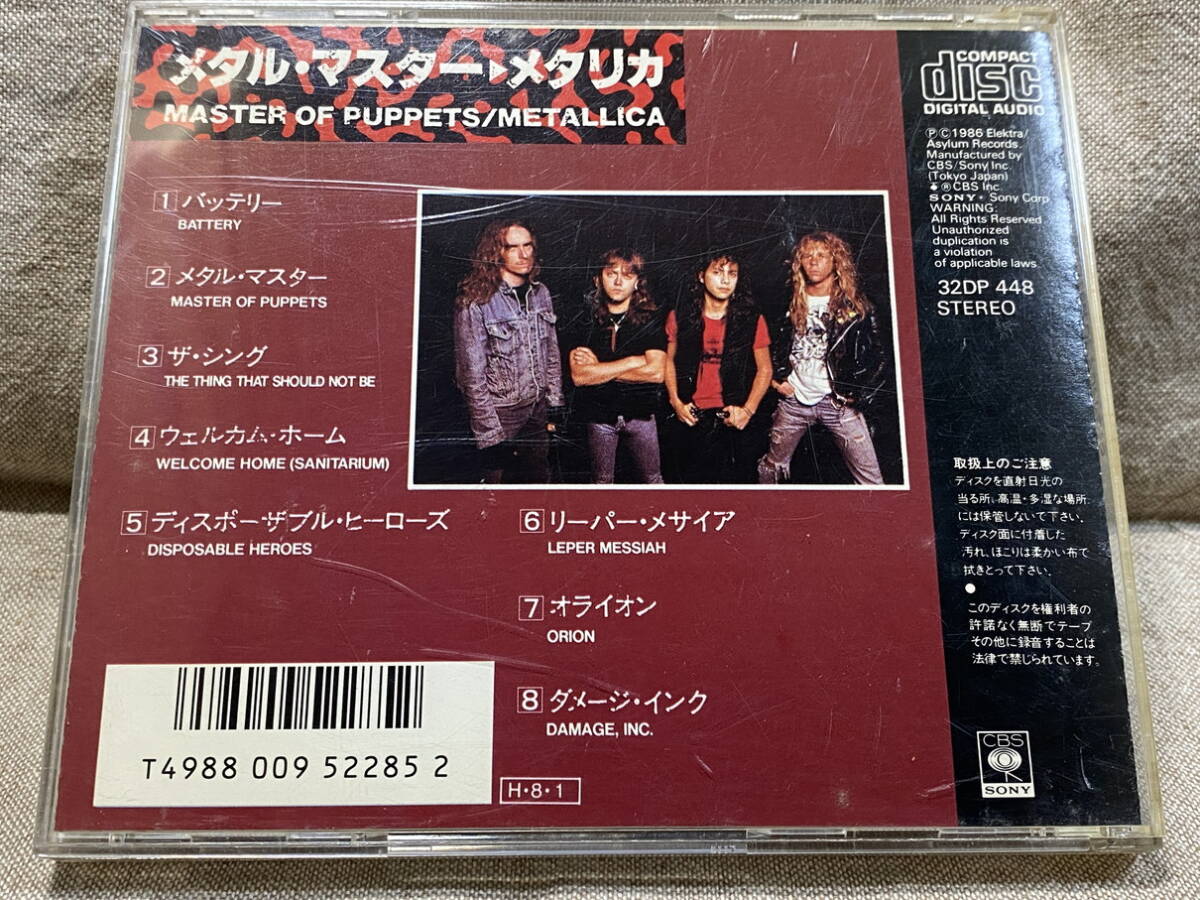 メタル・マスター▶メタリカ
MASTER OF PUPPETS/METALLICA
1 バッテリー
BATTERY
2 メタル・マスター
MASTER OF PUPPETS
3 ザ・シング
THE THING THAT SHOULD NOT BE
4 ウェルカム・ホーム
WELCOME HOME (SANITARIUM)
5 ディスポーザブル・ヒーローズ
DISPOSABLE HEROES
6 リーパー・メサイア
LEPER MESSIAH
7 オライオン
ORION
8 ダメージ・インク
DAMAGE, INC.
T4988 009 52285 2
H・8・1
COMPACT
disc
DIGITAL AUDIO
Ⓟ©1986 Elektra/
Asylum Records.
Manufactured by
CBS/Sony Inc.
(Tokyo Japan)
® CBS Inc.
SONY® Sony Corp.
WARNING.
All Rights Reserved.
Unauthorized
duplication is
a violation
of applicable laws.
32DP 448
STEREO
取扱上のご注意
ディスクを直射日光の
当る所、高温・多湿な場所
には保管しないで下さい。
ディスク面に付着した
汚れ、ほこりは柔かい布で
拭きとって下さい。
●
このディスクを権利者の
許諾なく無断でテープ
その他に録音することは
法律で禁じられています。
CBS
SONY